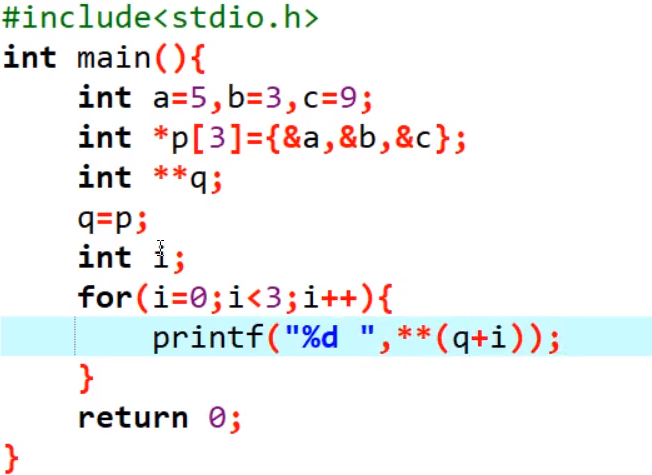 #include<stdio.h>
int main(){
    int a=5,b=3,c=9;
    int *p[3]={&a,&b,&c};
    int **q;
    q=p;
    int i;
    for(i=0;i<3;i++){
        printf("%d ",**(q+i));
    }
    return 0;
}